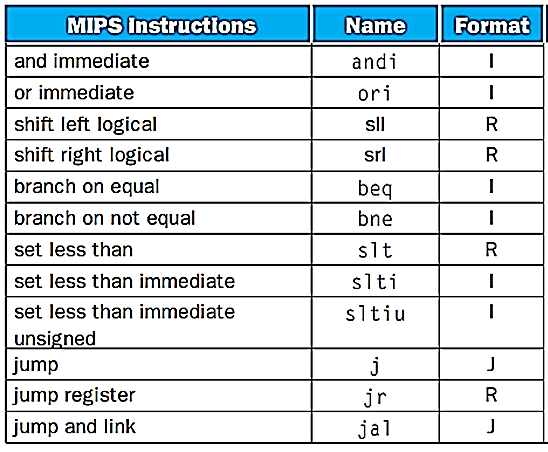 MIPS Instructions Name Format
and immediate andi I
or immediate ori I
shift left logical sll R
shift right logical srl R
branch on equal beq I
branch on not equal bne I
set less than slt R
set less than immediate slti I
set less than immediate sltiu I
unsigned
jump j J
jump register jr R
jump and link jal J